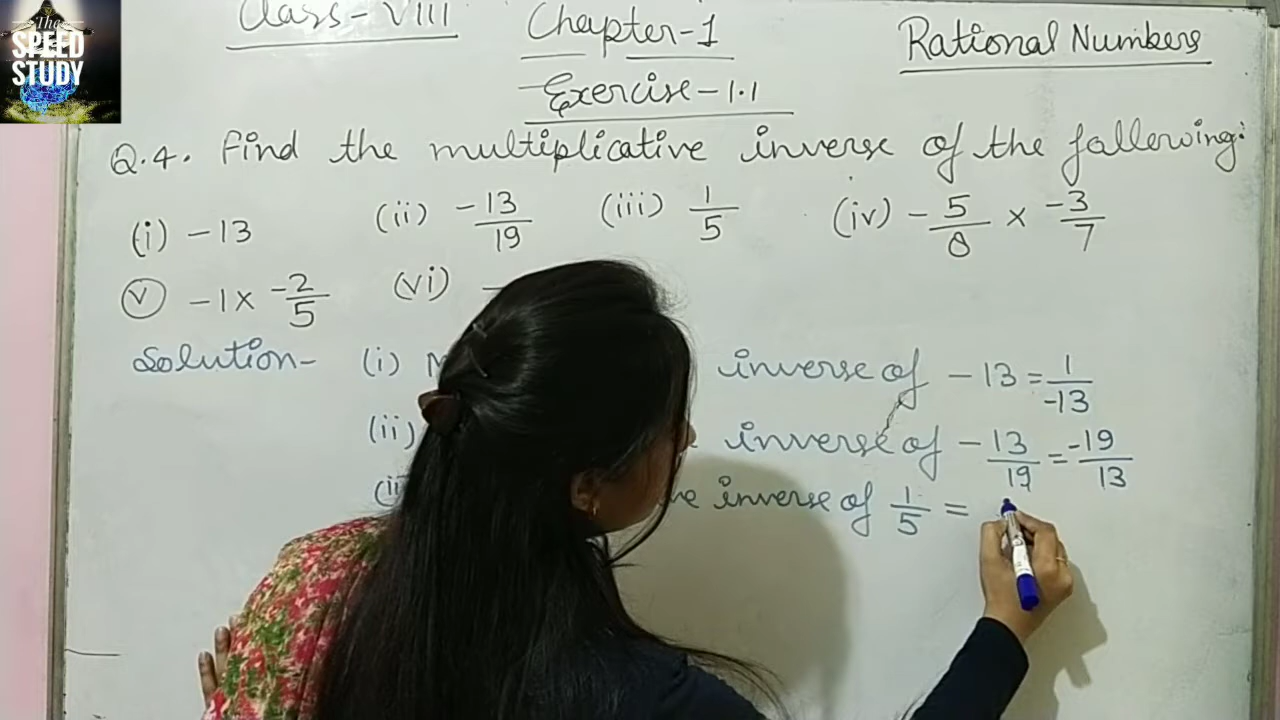 The
SPEED
STUDY
Class-VIII Chapter-1 Rational Numbers
Exercise-1.1
Q.4. Find the multiplicative inverse of the fallowing:
(i) -13 (ii) -13/19 (iii) 1/5 (iv) -5/8 × -3/7
(v) -1× -2/5 (vi) -
Solution- (i) inverse of -13 = 1/-13
(ii) inverse of -13/19 = -19/13
inverse of 1/5 =